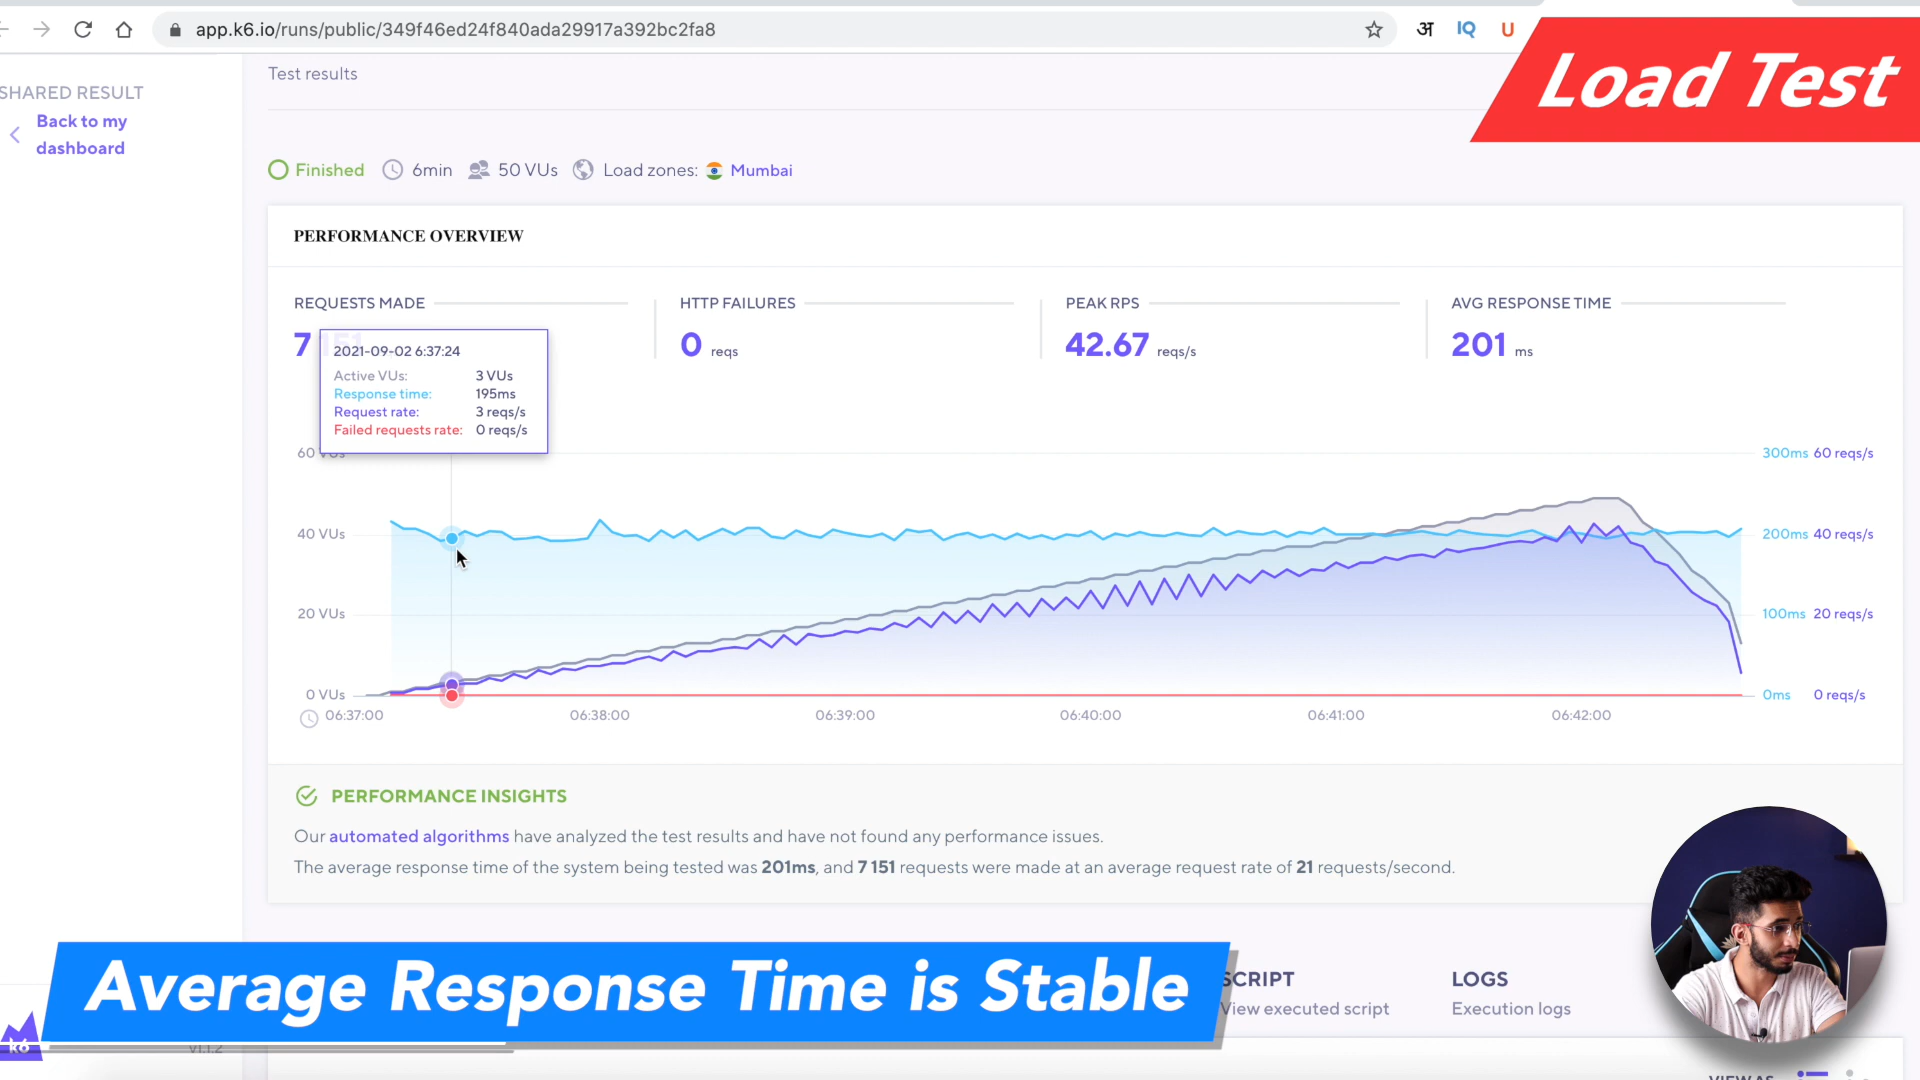 app.k6.io/runs/public/349f46ed24f840ada29917a392bc2fa8
अ IQ U
Load Test
SHARED RESULT
Back to my
dashboard
Test results
Finished 6min 50 VUs Load zones: Mumbai
PERFORMANCE OVERVIEW
REQUESTS MADE HTTP FAILURES PEAK RPS AVG RESPONSE TIME
7 151 0 reqs 42.67 reqs/s 201 ms
2021-09-02 6:37:24
Active VUs: 3 VUs
Response time: 195ms
Request rate: 3 reqs/s
Failed requests rate: 0 reqs/s
60 VUs 300ms 60 reqs/s
40 VUs 200ms 40 reqs/s
20 VUs 100ms 20 reqs/s
0 VUs 0ms 0 reqs/s
06:37:00 06:38:00 06:39:00 06:40:00 06:41:00 06:42:00
PERFORMANCE INSIGHTS
Our automated algorithms have analyzed the test results and have not found any performance issues.
The average response time of the system being tested was 201ms, and 7 151 requests were made at an average request rate of 21 requests/second.
Average Response Time is Stable
SCRIPT LOGS
View executed script Execution logs
k6 v1.1.2
VIEW AS